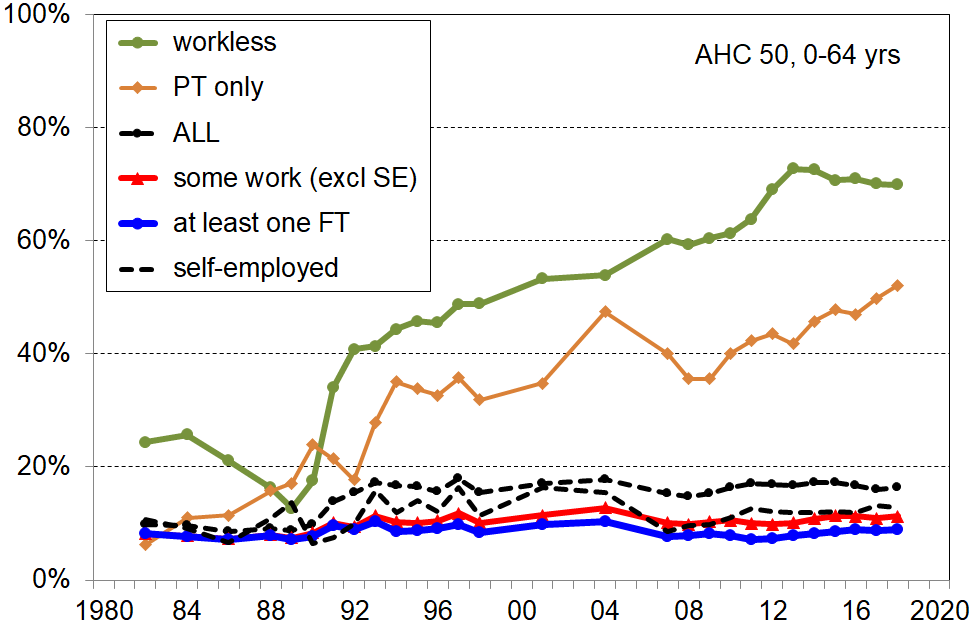 100%
80%
60%
40%
20%
0%
workless
PT only
ALL
some work (excl SE)
at least one FT
self-employed
AHC 50, 0-64 yrs
1980 84 88 92 96 00 04 08 12 16 2020